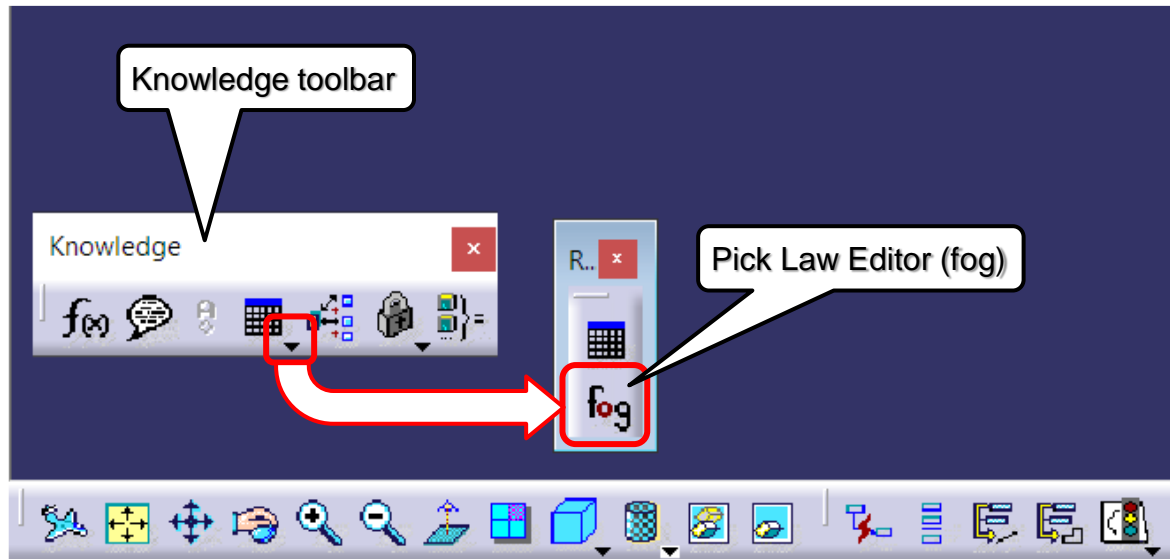 Knowledge toolbar
Knowledge
x
R..
x
Pick Law Editor (fog)
f(x)
fog